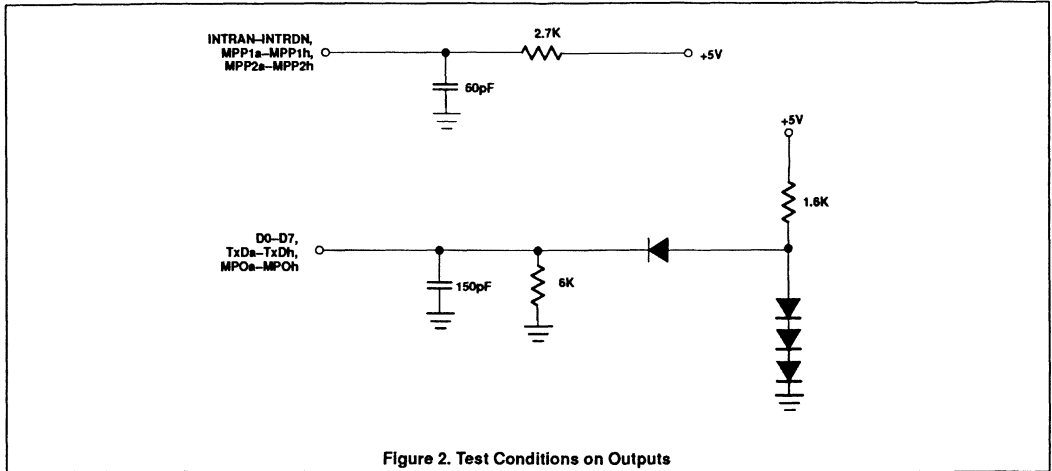 INTRAN–INTRDN,
MPP1a–MPP1h,
MPP2a–MPP2h
2.7K
+5V
60pF
+5V
1.6K
D0–D7,
TxDa–TxDh,
MPOa–MPOh
150pF
6K
Figure 2. Test Conditions on Outputs